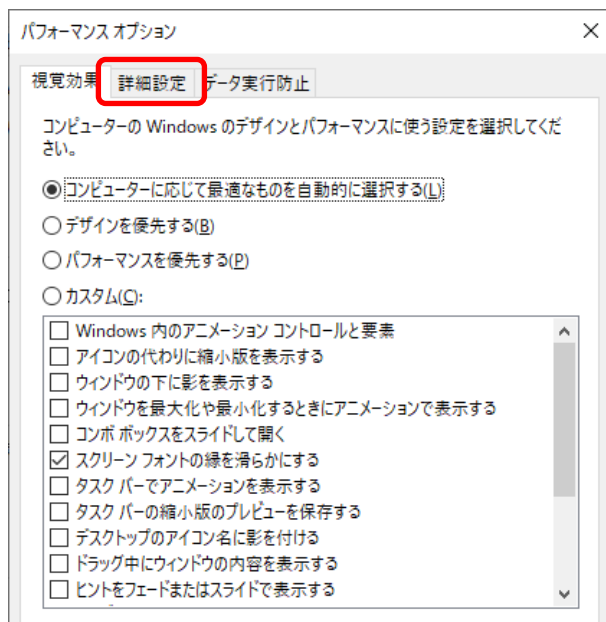 パフォーマンス オプション
視覚効果 詳細設定 データ実行防止
コンピューターの Windows のデザインとパフォーマンスに使う設定を選択してくだ
さい。
コンピューターに応じて最適なものを自動的に選択する(L)
デザインを優先する(B)
パフォーマンスを優先する(P)
カスタム(C):
Windows 内のアニメーション コントロールと要素
アイコンの代わりに縮小版を表示する
ウィンドウの下に影を表示する
ウィンドウを最大化や最小化するときにアニメーションで表示する
コンボ ボックスをスライドして開く
スクリーン フォントの縁を滑らかにする
タスク バーでアニメーションを表示する
タスク バーの縮小版のプレビューを保存する
デスクトップのアイコン名に影を付ける
ドラッグ中にウィンドウの内容を表示する
ヒントをフェードまたはスライドで表示する